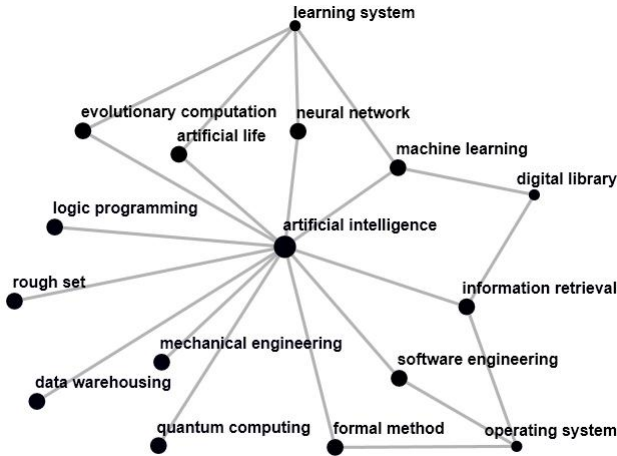 learning system
evolutionary computation
neural network
artificial life
machine learning
digital library
logic programming
artificial intelligence
rough set
information retrieval
mechanical engineering
software engineering
data warehousing
quantum computing
formal method
operating system